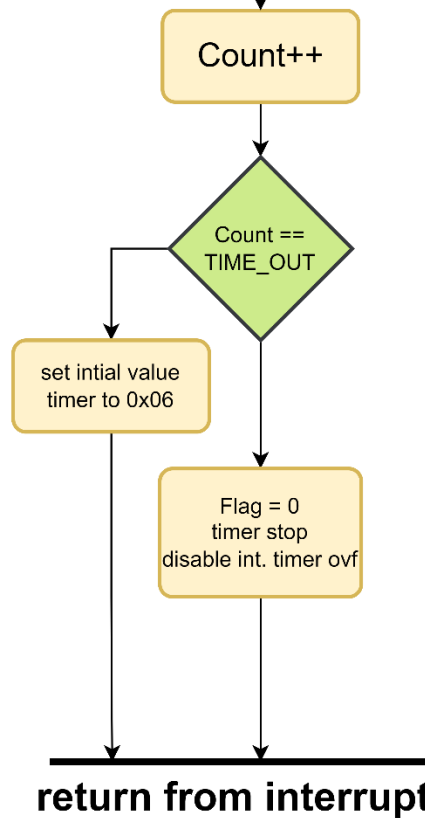 Count++
Count ==
TIME_OUT
set intial value
timer to 0x06
Flag = 0
timer stop
disable int. timer ovf
return from interrupt